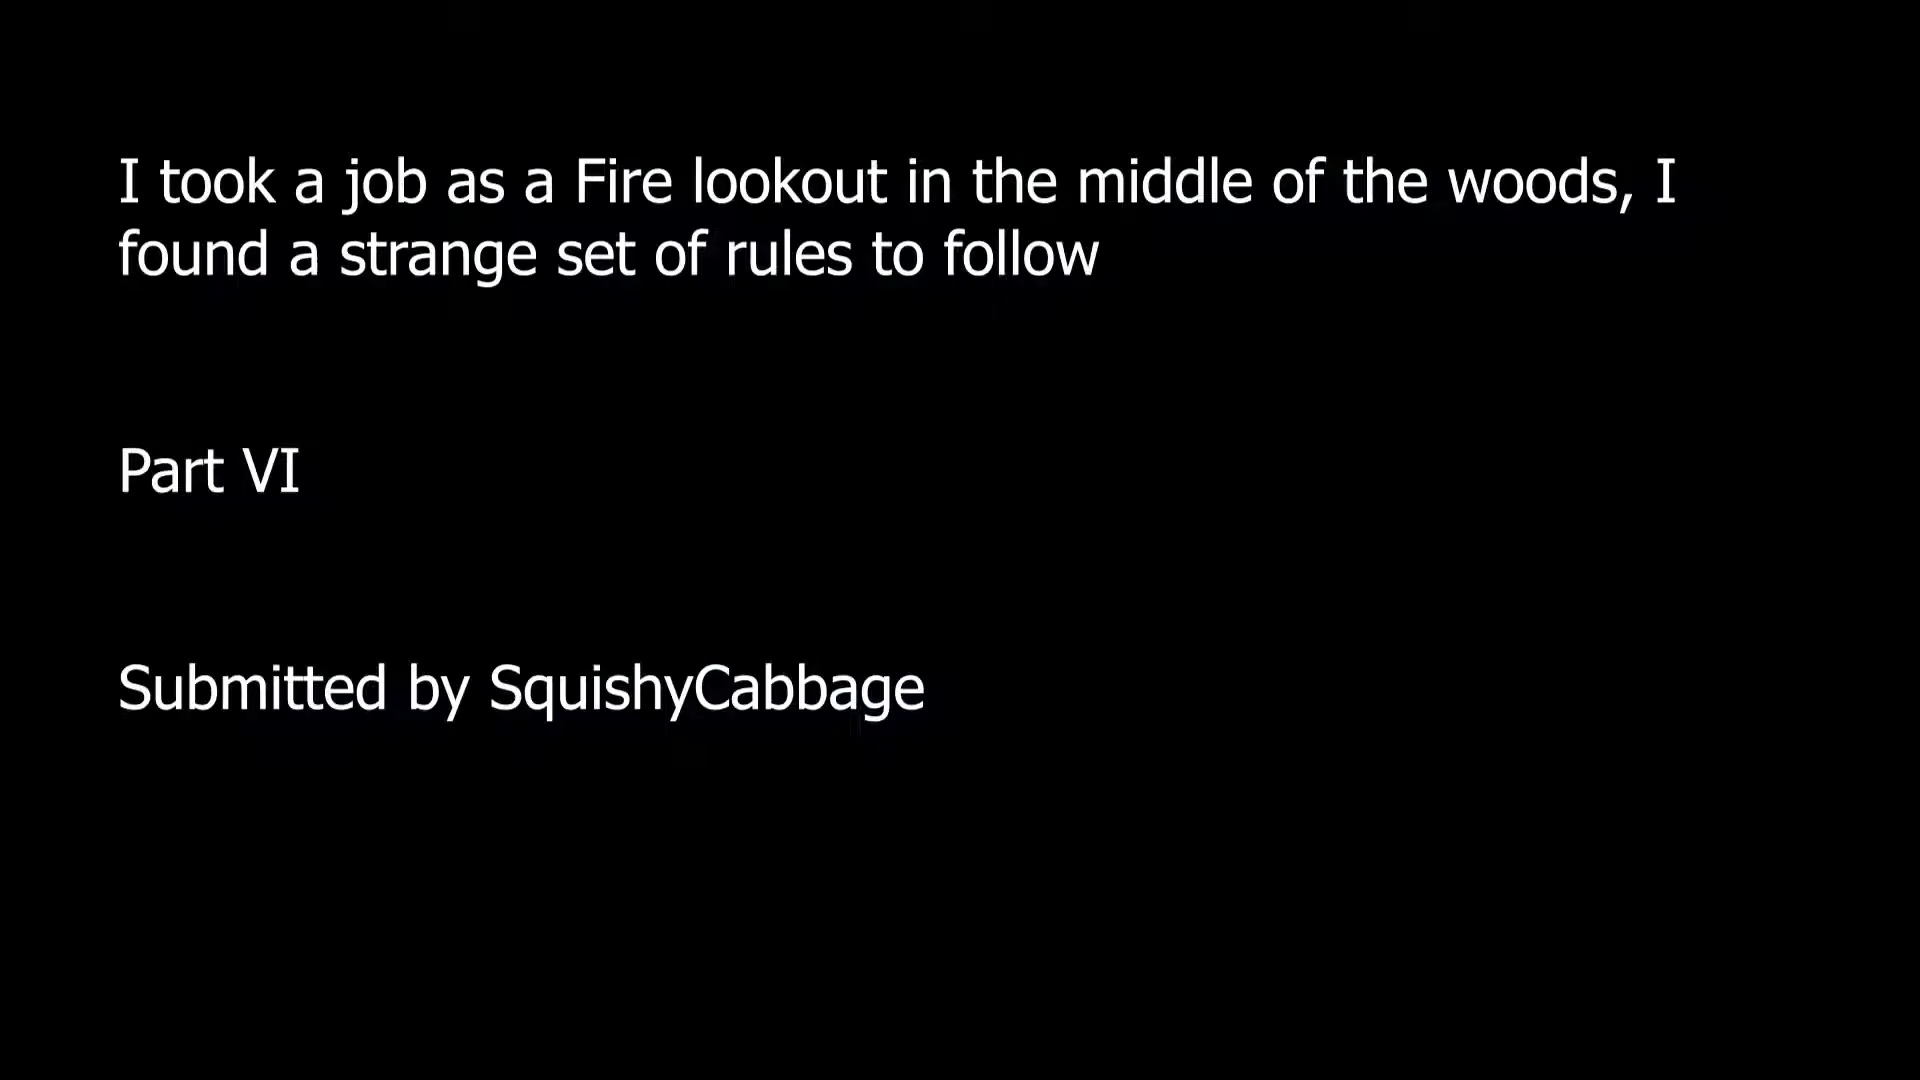 I took a job as a Fire lookout in the middle of the woods, I
found a strange set of rules to follow
Part VI
Submitted by SquishyCabbage